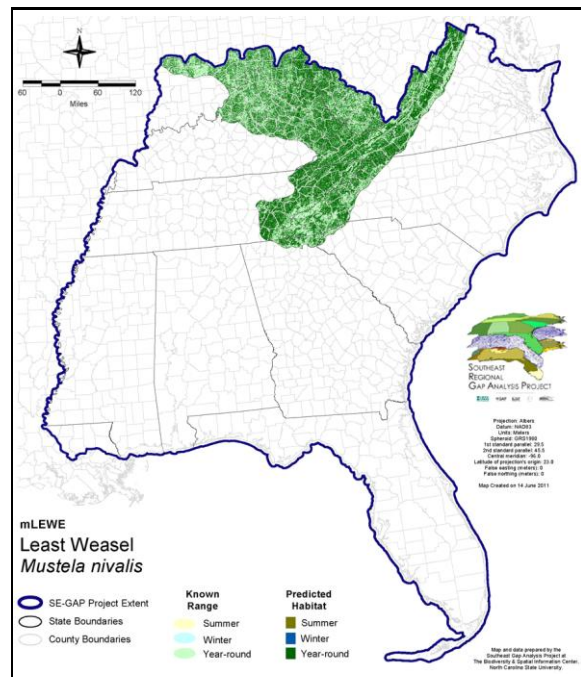 N
60 0 60 120
Miles
SOUTHEAST
REGIONAL
GAP ANALYSIS PROJECT
Projection: Albers
Datum: NAD83
Units: Meters
Spheroid: GRS1980
1st standard parallel: 29.5
2nd standard parallel: 45.5
Central meridian: -96.0
Latitude of projection's origin: 23.0
False easting (meters): 0
False northing (meters): 0
Map Created on 14 June 2011
mLEWE
Least Weasel
Mustela nivalis
SE-GAP Project Extent
State Boundaries
County Boundaries
Known
Range
Summer
Winter
Year-round
Predicted
Habitat
Summer
Winter
Year-round
Map and data prepared by the
Southeast Gap Analysis Project at
The Biodiversity & Spatial Information Center,
North Carolina State University.